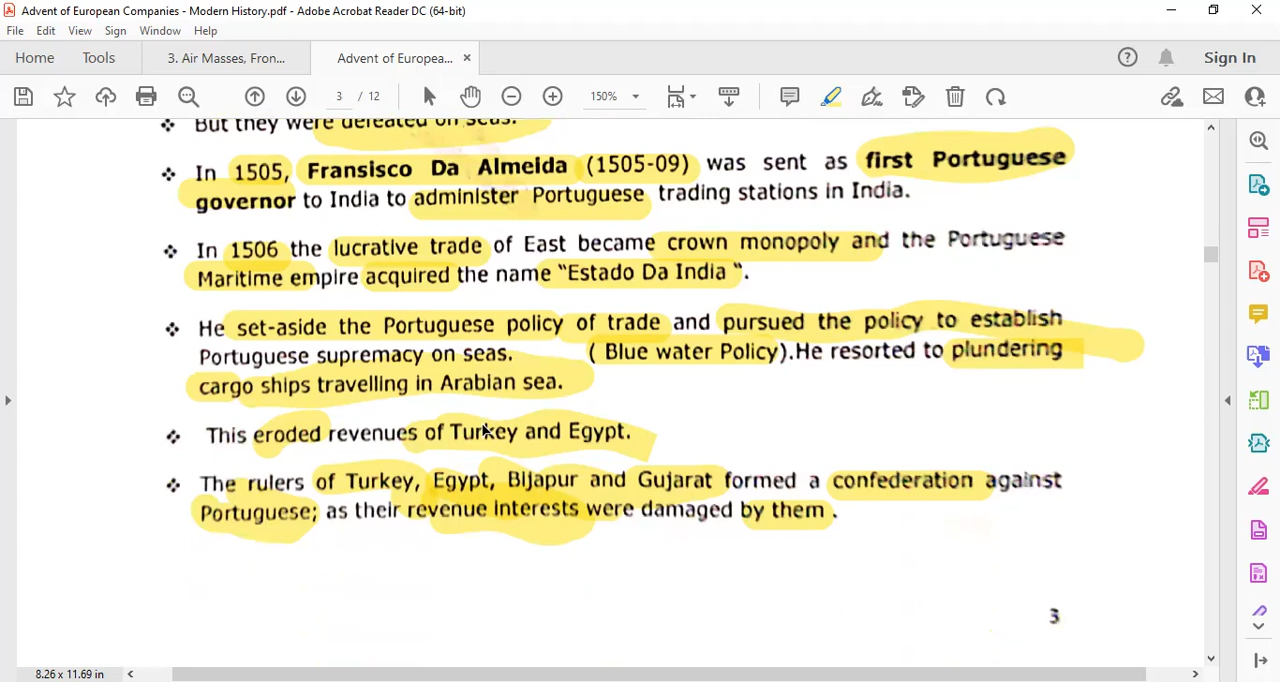 Advent of European Companies - Modern History.pdf - Adobe Acrobat Reader DC (64-bit)
File Edit View Sign Window Help
Home Tools 3. Air Masses, Fron... Advent of Europea... × Sign In
3 / 12 150%
But they were defeated on seas.
❖ In 1505, Fransisco Da Almeida (1505-09) was sent as first Portuguese
governor to India to administer Portuguese trading stations in India.
❖ In 1506 the lucrative trade of East became crown monopoly and the Portuguese
Maritime empire acquired the name "Estado Da India ".
❖ He set-aside the Portuguese policy of trade and pursued the policy to establish
Portuguese supremacy on seas. ( Blue water Policy).He resorted to plundering
cargo ships travelling in Arabian sea.
❖ This eroded revenues of Turkey and Egypt.
❖ The rulers of Turkey, Egypt, Bijapur and Gujarat formed a confederation against
Portuguese; as their revenue interests were damaged by them .
3
8.26 x 11.69 in